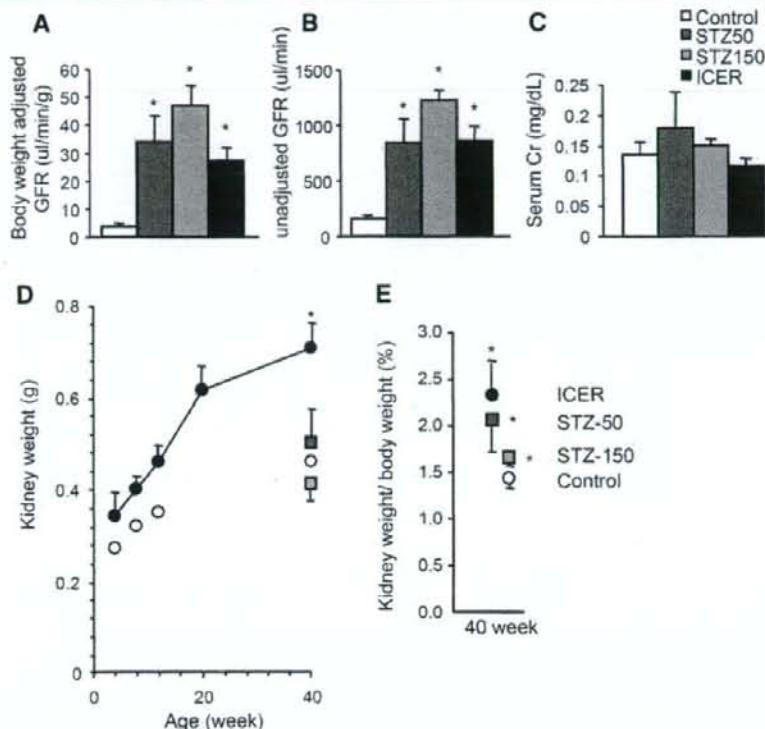 Control
STZ50
STZ150
ICER
A
Body weight adjusted
GFR (ul/min/g)
60
50
40
30
20
10
0
*
*
*
B
unadjusted GFR (ul/min)
1500
1000
500
0
*
*
*
C
Serum Cr (mg/dL)
0.25
0.2
0.15
0.1
0.05
0
D
Kidney weight (g)
0.8
0.6
0.4
0.2
0
0 20 40
Age (week)
*
E
Kidney weight/ body weight (%)
3.0
2.5
2.0
1.5
1.0
0.5
0.0
40 week
*
*
*
ICER
STZ-50
STZ-150
Control